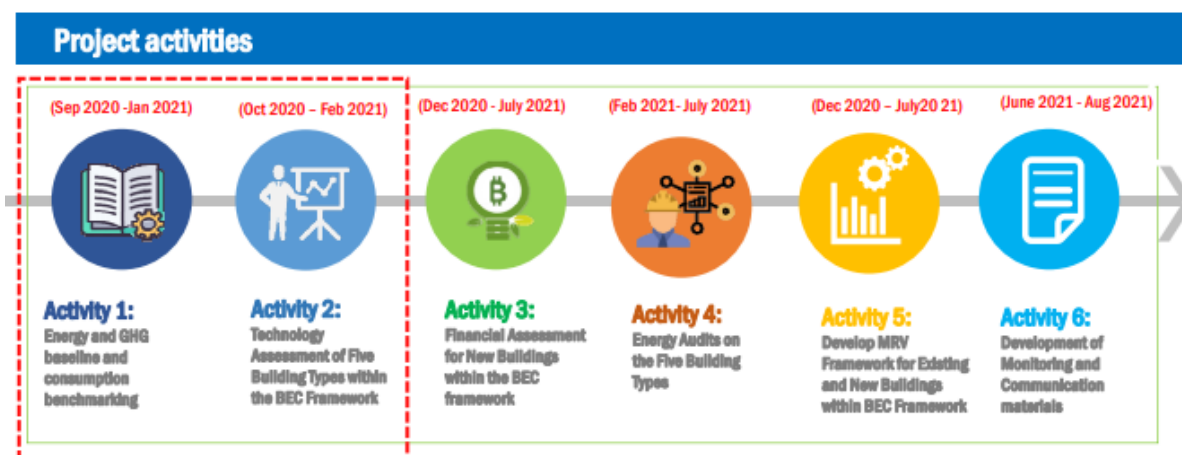 Project activities
(Sep 2020 -Jan 2021)
(Oct 2020 – Feb 2021)
(Dec 2020 - July 2021)
(Feb 2021- July 2021)
(Dec 2020 – July20 21)
(June 2021 - Aug 2021)
Activity 1:
Energy and GHG
baseline and
consumption
benchmarking
Activity 2:
Technology
Assessment of Five
Building Types within
the BEC Framework
Activity 3:
Financial Assessment
for New Buildings
within the BEC
framework
Activity 4:
Energy Audits on
the Five Building
Types
Activity 5:
Develop MRV
Framework for Existing
and New Buildings
within BEC Framework
Activity 6:
Development of
Monitoring and
Communication
materials